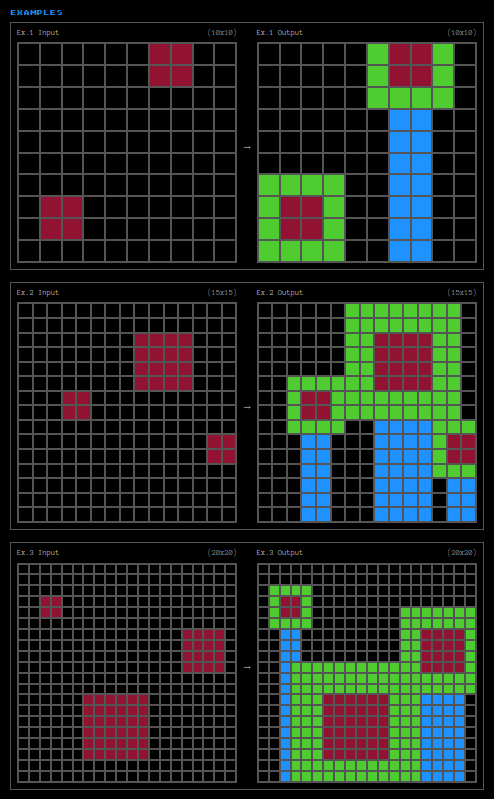 EXAMPLES
Ex.1 Input (10x10)
Ex.1 Output (10x10)
→
Ex.2 Input (15x15)
Ex.2 Output (15x15)
→
Ex.3 Input (20x20)
Ex.3 Output (20x20)
→